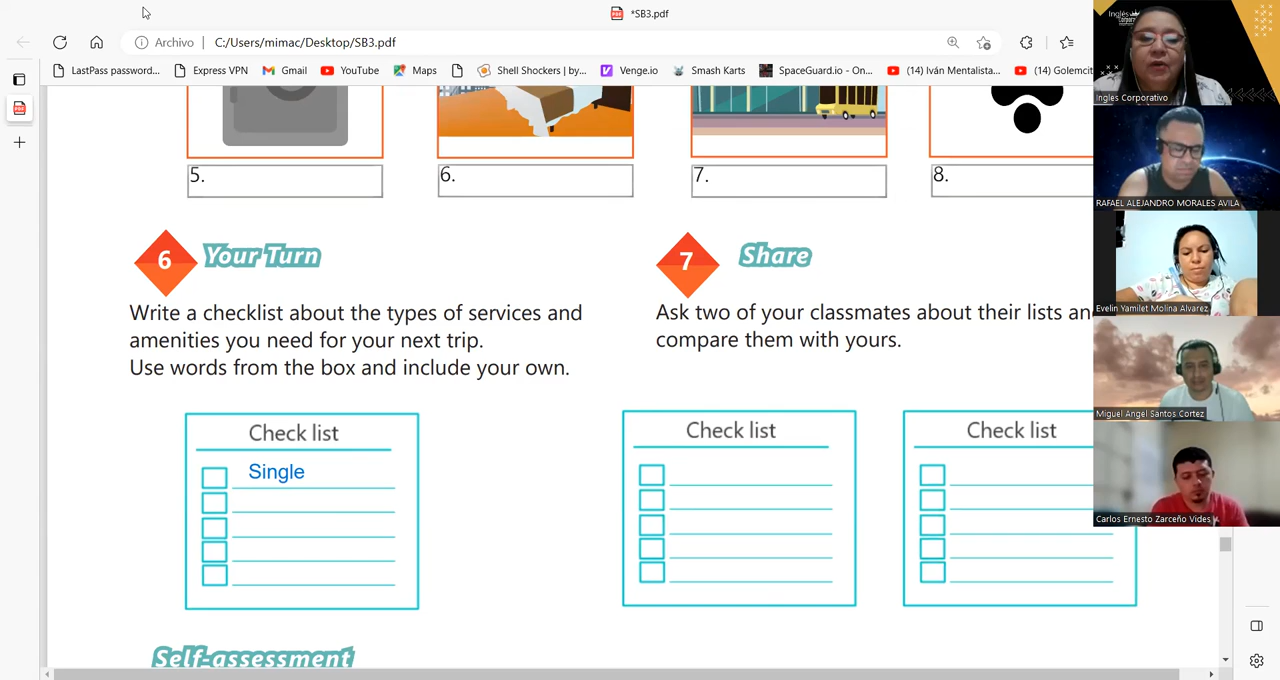 *SB3.pdf
Archivo
C:/Users/mimac/Desktop/SB3.pdf
LastPass password...
Express VPN
Gmail
YouTube
Maps
Shell Shockers | by...
Venge.io
Smash Karts
SpaceGuard.io - On...
(14) Iván Mentalista...
(14) Golemcit
5.
6.
7.
8.
6 Your Turn
Write a checklist about the types of services and
amenities you need for your next trip.
Use words from the box and include your own.
Check list
Single
7 Share
Ask two of your classmates about their lists an
compare them with yours.
Check list
Check list
Self-assessment
Inglés
Ingles Corporativo
RAFAEL ALEJANDRO MORALES AVILA
Evelin Yamilet Molina Alvarez
Miguel Angel Santos Cortez
Carlos Ernesto Zarceño Vides